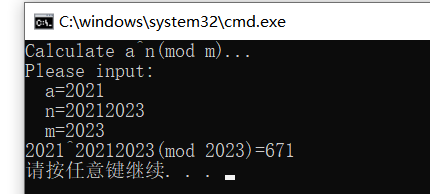 C:\windows\system32\cmd.exe
Calculate a^n(mod m)...
Please input:
a=2021
n=20212023
m=2023
2021^20212023(mod 2023)=671
请按任意键继续. . .